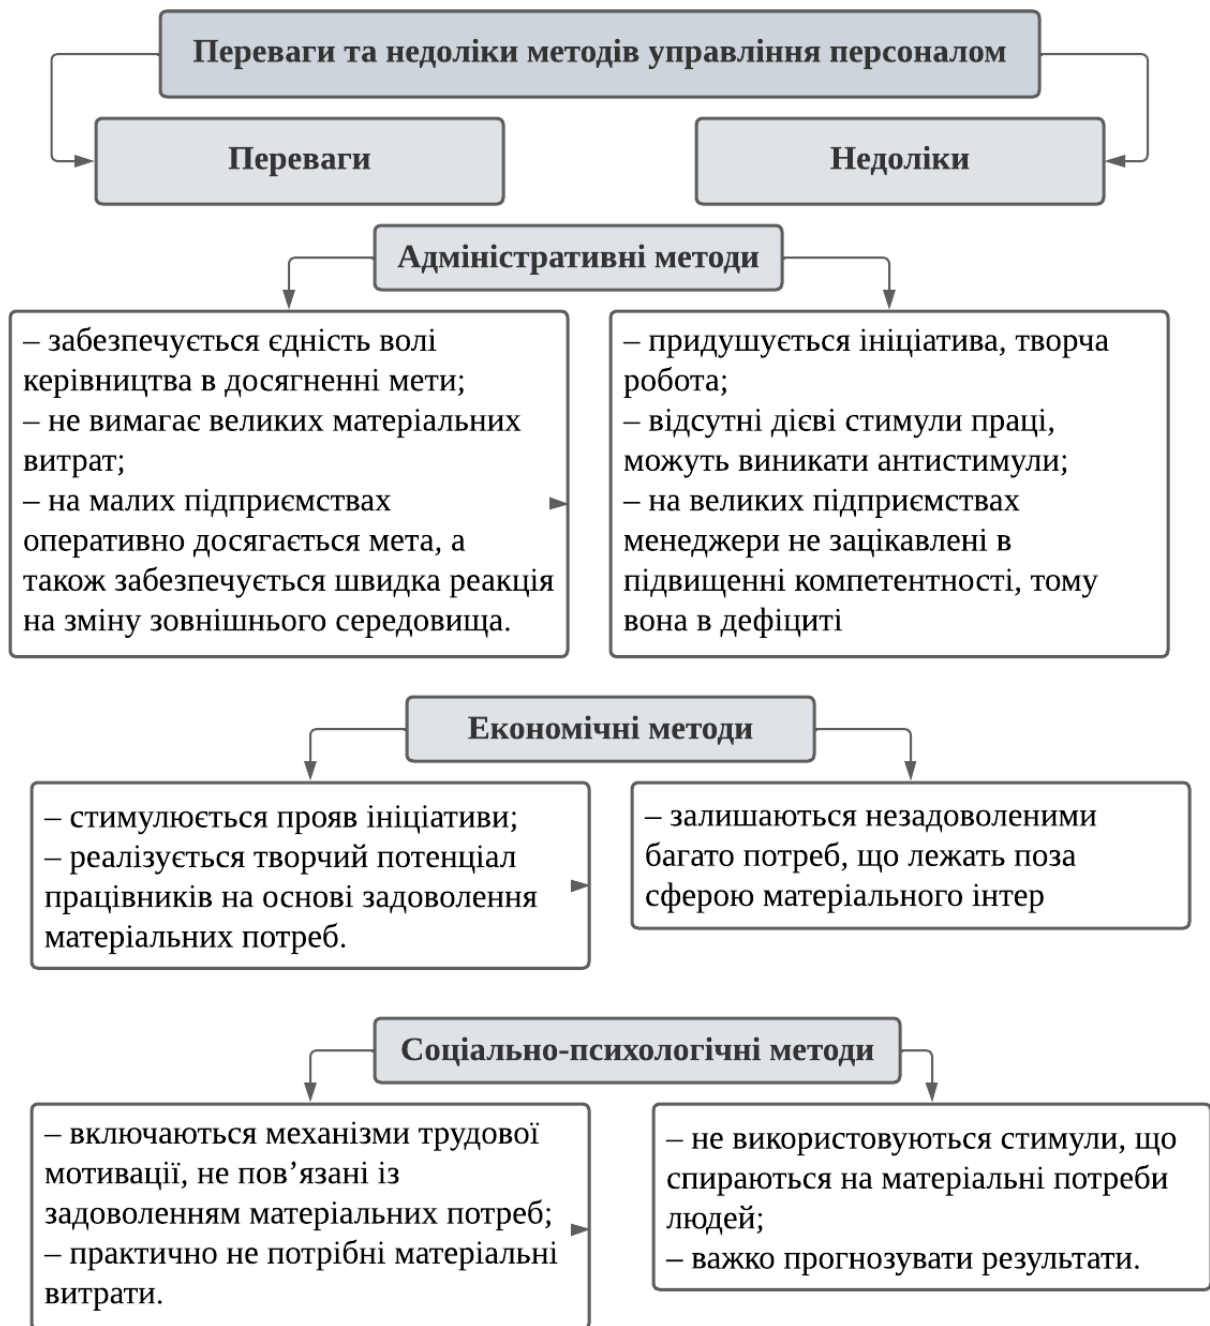 Переваги та недоліки методів управління персоналом
Переваги
Недоліки
Адміністративні методи
– забезпечується єдність волі
керівництва в досягненні мети;
– не вимагає великих матеріальних
витрат;
– на малих підприємствах
оперативно досягається мета, а
також забезпечується швидка реакція
на зміну зовнішнього середовища.
– придушується ініціатива, творча
робота;
– відсутні дієві стимули праці,
можуть виникати антистимули;
– на великих підприємствах
менеджери не зацікавлені в
підвищенні компетентності, тому
вона в дефіциті
Економічні методи
– стимулюється прояв ініціативи;
– реалізується творчий потенціал
працівників на основі задоволення
матеріальних потреб.
– залишаються незадоволеними
багато потреб, що лежать поза
сферою матеріального інтер
Соціально-психологічні методи
– включаються механізми трудової
мотивації, не пов’язані із
задоволенням матеріальних потреб;
– практично не потрібні матеріальні
витрати.
– не використовуються стимули, що
спираються на матеріальні потреби
людей;
– важко прогнозувати результати.